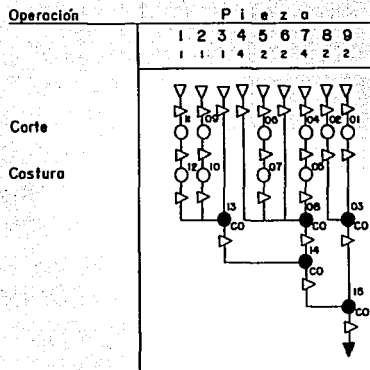 Operación Pieza
1 2 3 4 5 6 7 8 9
1 1 1 4 2 2 4 2 2
11 09 06 04 02 01
Corte
12 10 07 05
Costura
13 08 03
CO CO CO
14
CO
15
CO